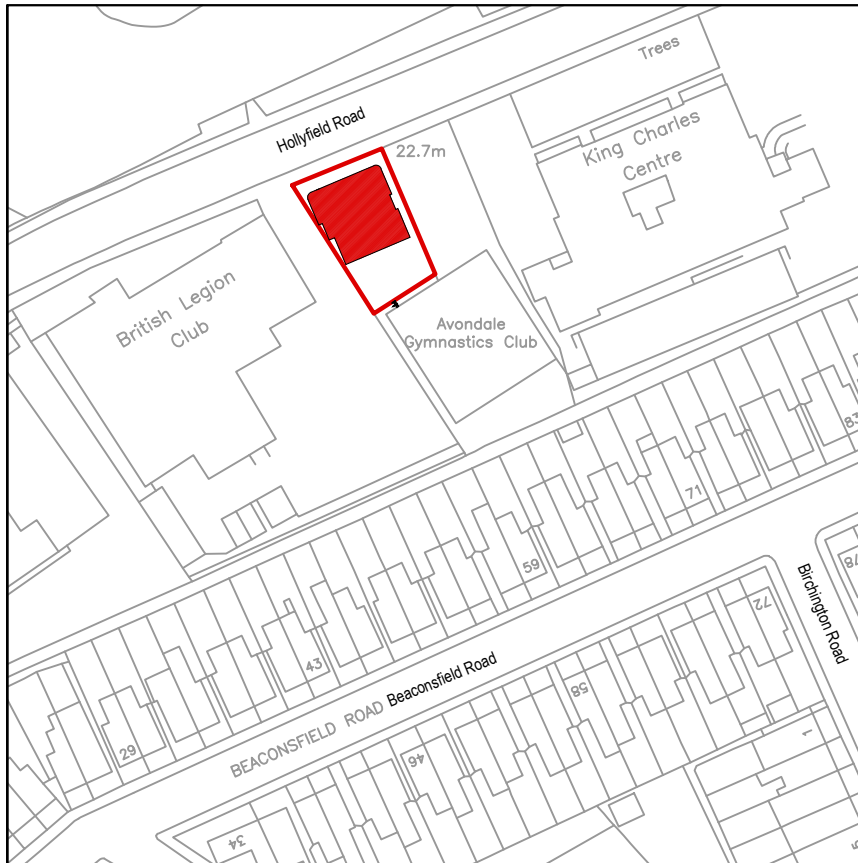 Trees
Hollyfield Road
22.7m
King Charles
Centre
British Legion
Club
Avondale
Gymnastics Club
83
71
59
78
Birchington Road
72
43
Beaconsfield Road
58
BEACONSFIELD ROAD
29
46
1
34